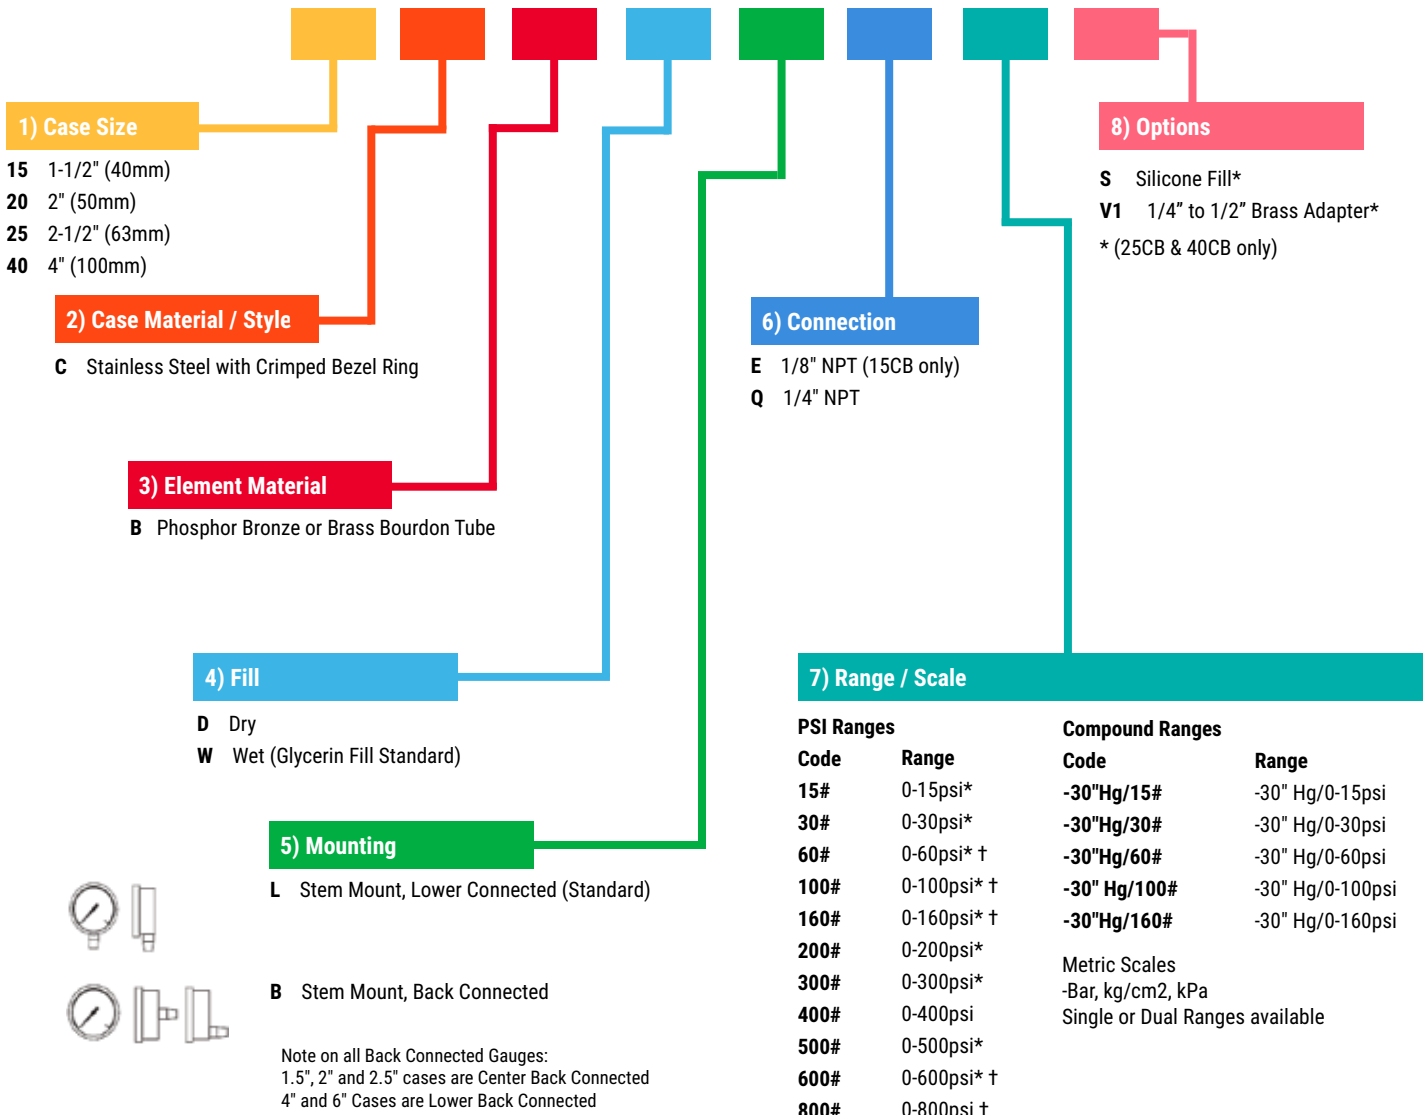 1) Case Size
15 1-1/2" (40mm)
20 2" (50mm)
25 2-1/2" (63mm)
40 4" (100mm)
2) Case Material / Style
C Stainless Steel with Crimped Bezel Ring
3) Element Material
B Phosphor Bronze or Brass Bourdon Tube
4) Fill
D Dry
W Wet (Glycerin Fill Standard)
5) Mounting
L Stem Mount, Lower Connected (Standard)
B Stem Mount, Back Connected
Note on all Back Connected Gauges:
1.5", 2" and 2.5" cases are Center Back Connected
4" and 6" Cases are Lower Back Connected
6) Connection
E 1/8" NPT (15CB only)
Q 1/4" NPT
7) Range / Scale
PSI Ranges
Code Range
15# 0-15psi*
30# 0-30psi*
60# 0-60psi* †
100# 0-100psi* †
160# 0-160psi* †
200# 0-200psi*
300# 0-300psi*
400# 0-400psi
500# 0-500psi*
600# 0-600psi* †
800# 0-800psi †
Compound Ranges
Code Range
-30"Hg/15# -30" Hg/0-15psi
-30"Hg/30# -30" Hg/0-30psi
-30"Hg/60# -30" Hg/0-60psi
-30" Hg/100# -30" Hg/0-100psi
-30"Hg/160# -30" Hg/0-160psi
Metric Scales
-Bar, kg/cm2, kPa
Single or Dual Ranges available
8) Options
S Silicone Fill*
V1 1/4” to 1/2” Brass Adapter*
* (25CB & 40CB only)